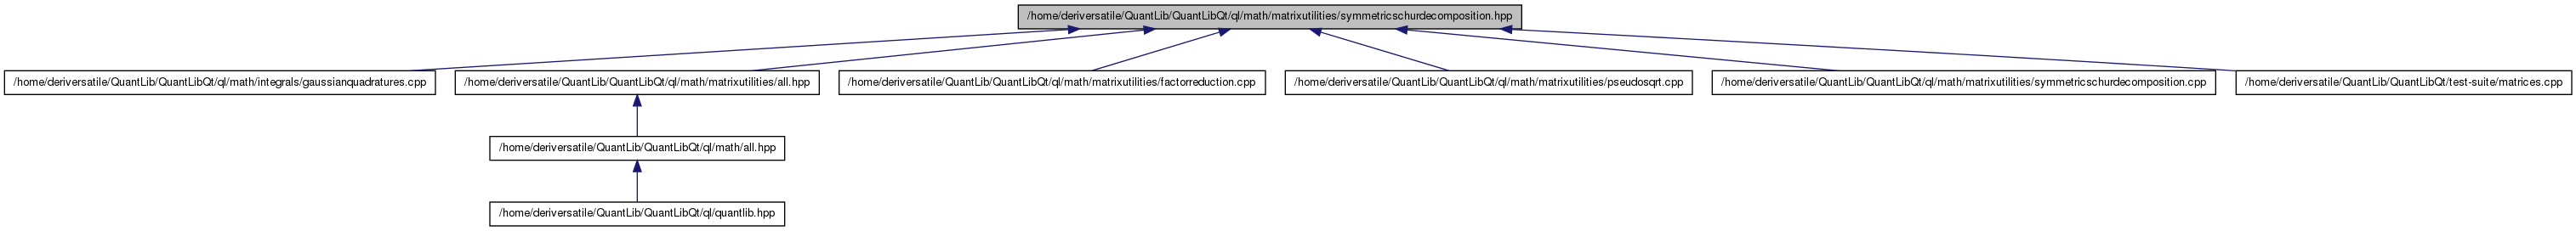 /home/deriversatile/QuantLib/QuantLibQt/ql/math/matrixutilities/symmetricschurdecomposition.hpp
/home/deriversatile/QuantLib/QuantLibQt/ql/math/integrals/gaussianquadratures.cpp
/home/deriversatile/QuantLib/QuantLibQt/ql/math/matrixutilities/all.hpp
/home/deriversatile/QuantLib/QuantLibQt/ql/math/matrixutilities/factorreduction.cpp
/home/deriversatile/QuantLib/QuantLibQt/ql/math/matrixutilities/pseudosqrt.cpp
/home/deriversatile/QuantLib/QuantLibQt/ql/math/matrixutilities/symmetricschurdecomposition.cpp
/home/deriversatile/QuantLib/QuantLibQt/test-suite/matrices.cpp
/home/deriversatile/QuantLib/QuantLibQt/ql/math/all.hpp
/home/deriversatile/QuantLib/QuantLibQt/ql/quantlib.hpp